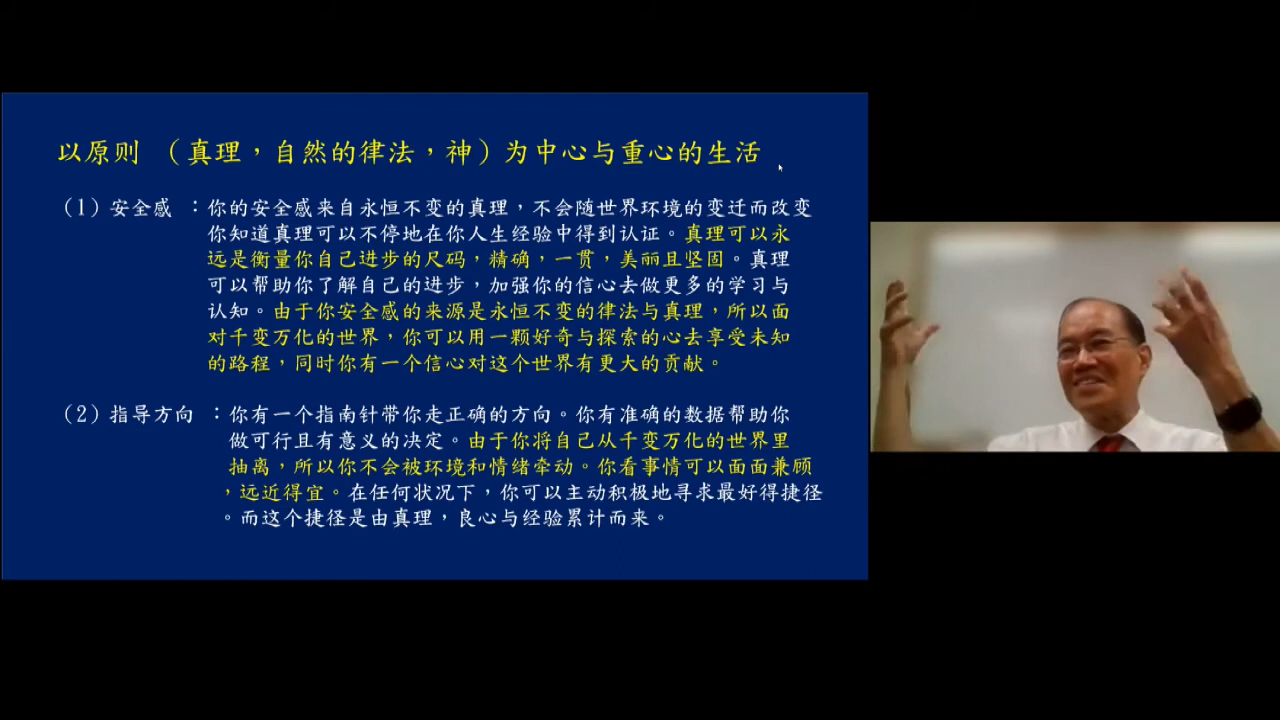 以原则 （真理，自然的律法，神）为中心与重心的生活
（1）安全感 ：你的安全感来自永恒不变的真理，不会随世界环境的变迁而改变
你知道真理可以不停地在你人生经验中得到认证。真理可以永
远是衡量你自己进步的尺码，精确，一贯，美丽且坚固。真理
可以帮助你了解自己的进步，加强你的信心去做更多的学习与
认知。由于你安全感的来源是永恒不变的律法与真理，所以面
对千变万化的世界，你可以用一颗好奇与探索的心去享受未知
的路程，同时你有一个信心对这个世界有更大的贡献。
（2）指导方向 ：你有一个指南针带你走正确的方向。你有准确的数据帮助你
做可行且有意义的决定。由于你将自己从千变万化的世界里
抽离，所以你不会被环境和情绪牵动。你看事情可以面面兼顾
，远近得宜。在任何状况下，你可以主动积极地寻求最好得捷径
。而这个捷径是由真理，良心与经验累计而来。